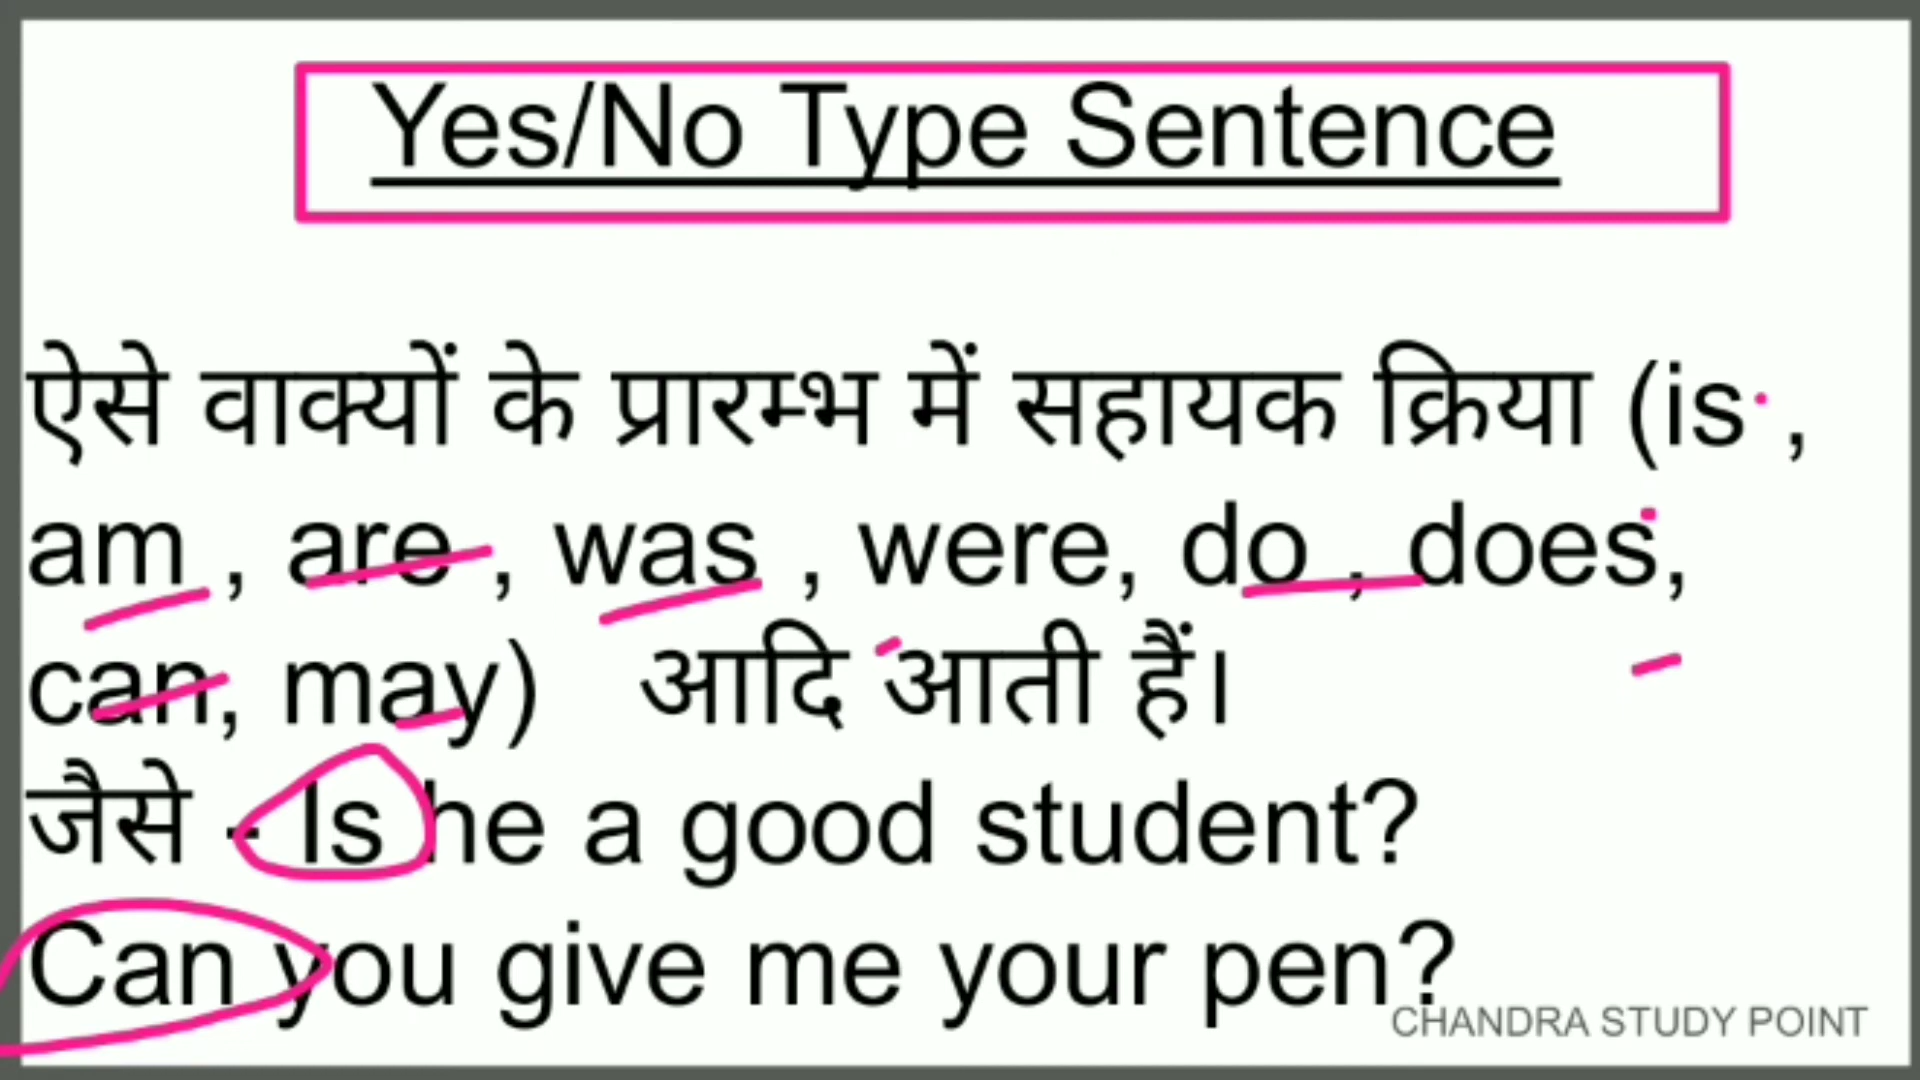 Yes/No Type Sentence
ऐसे वाक्यों के प्रारम्भ में सहायक क्रिया (is ,
am , are , was , were, do , does,
can, may) आदि आती हैं।
जैसे - Is he a good student?
Can you give me your pen?
CHANDRA STUDY POINT